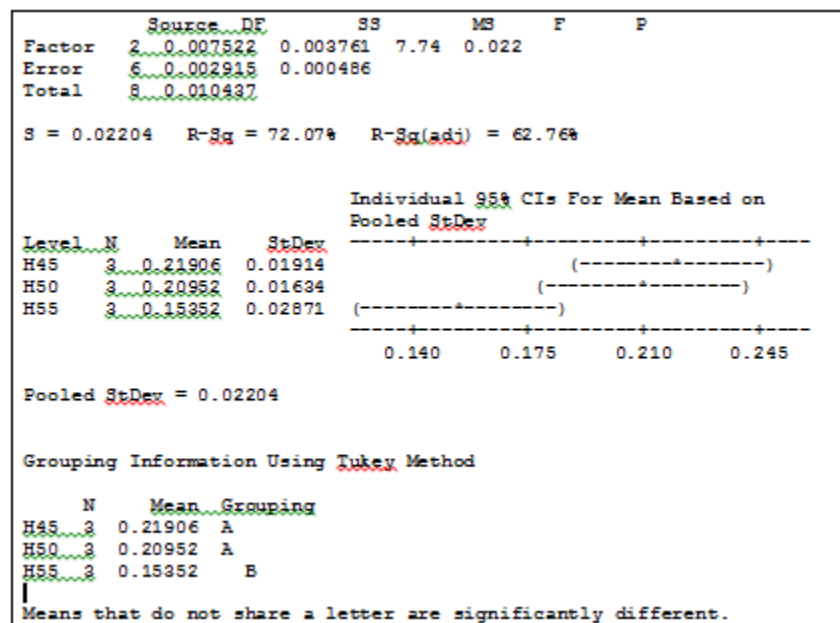 Source DF SS MS F P
Factor 2 0.007522 0.003761 7.74 0.022
Error 6 0.002915 0.000486
Total 8 0.010437
S = 0.02204 R-Sq = 72.07% R-Sq(adj) = 62.76%
Individual 95% CIs For Mean Based on
Pooled StDev
Level N Mean StDev -----+---------+---------+---------+----
H45 3 0.21906 0.01914 (--------*-------)
H50 3 0.20952 0.01634 (--------*--------)
H55 3 0.15352 0.02871 (--------*--------)
-----+---------+---------+---------+----
0.140 0.175 0.210 0.245
Pooled StDev = 0.02204
Grouping Information Using Tukey Method
N Mean Grouping
H45 3 0.21906 A
H50 3 0.20952 A
H55 3 0.15352 B
Means that do not share a letter are significantly different.